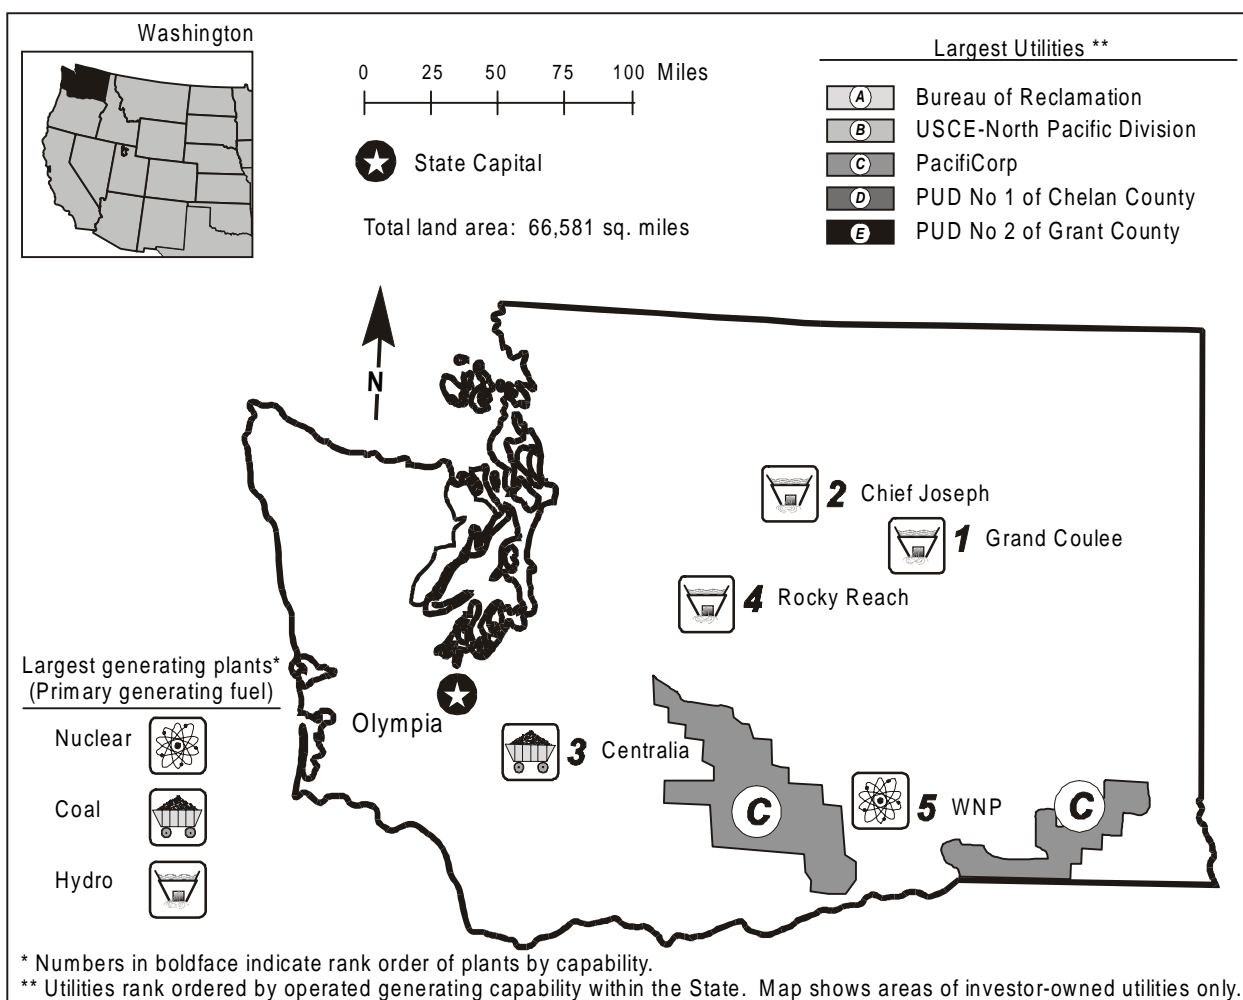 Washington
0 25 50 75 100 Miles
State Capital
Total land area: 66,581 sq. miles
Largest Utilities **
A Bureau of Reclamation
B USCE-North Pacific Division
C PacifiCorp
D PUD No 1 of Chelan County
E PUD No 2 of Grant County
N
2 Chief Joseph
1 Grand Coulee
4 Rocky Reach
Largest generating plants*
(Primary generating fuel)
Nuclear
Coal
Hydro
Olympia
3 Centralia
C
5 WNP
C
* Numbers in boldface indicate rank order of plants by capability.
** Utilities rank ordered by operated generating capability within the State. Map shows areas of investor-owned utilities only.